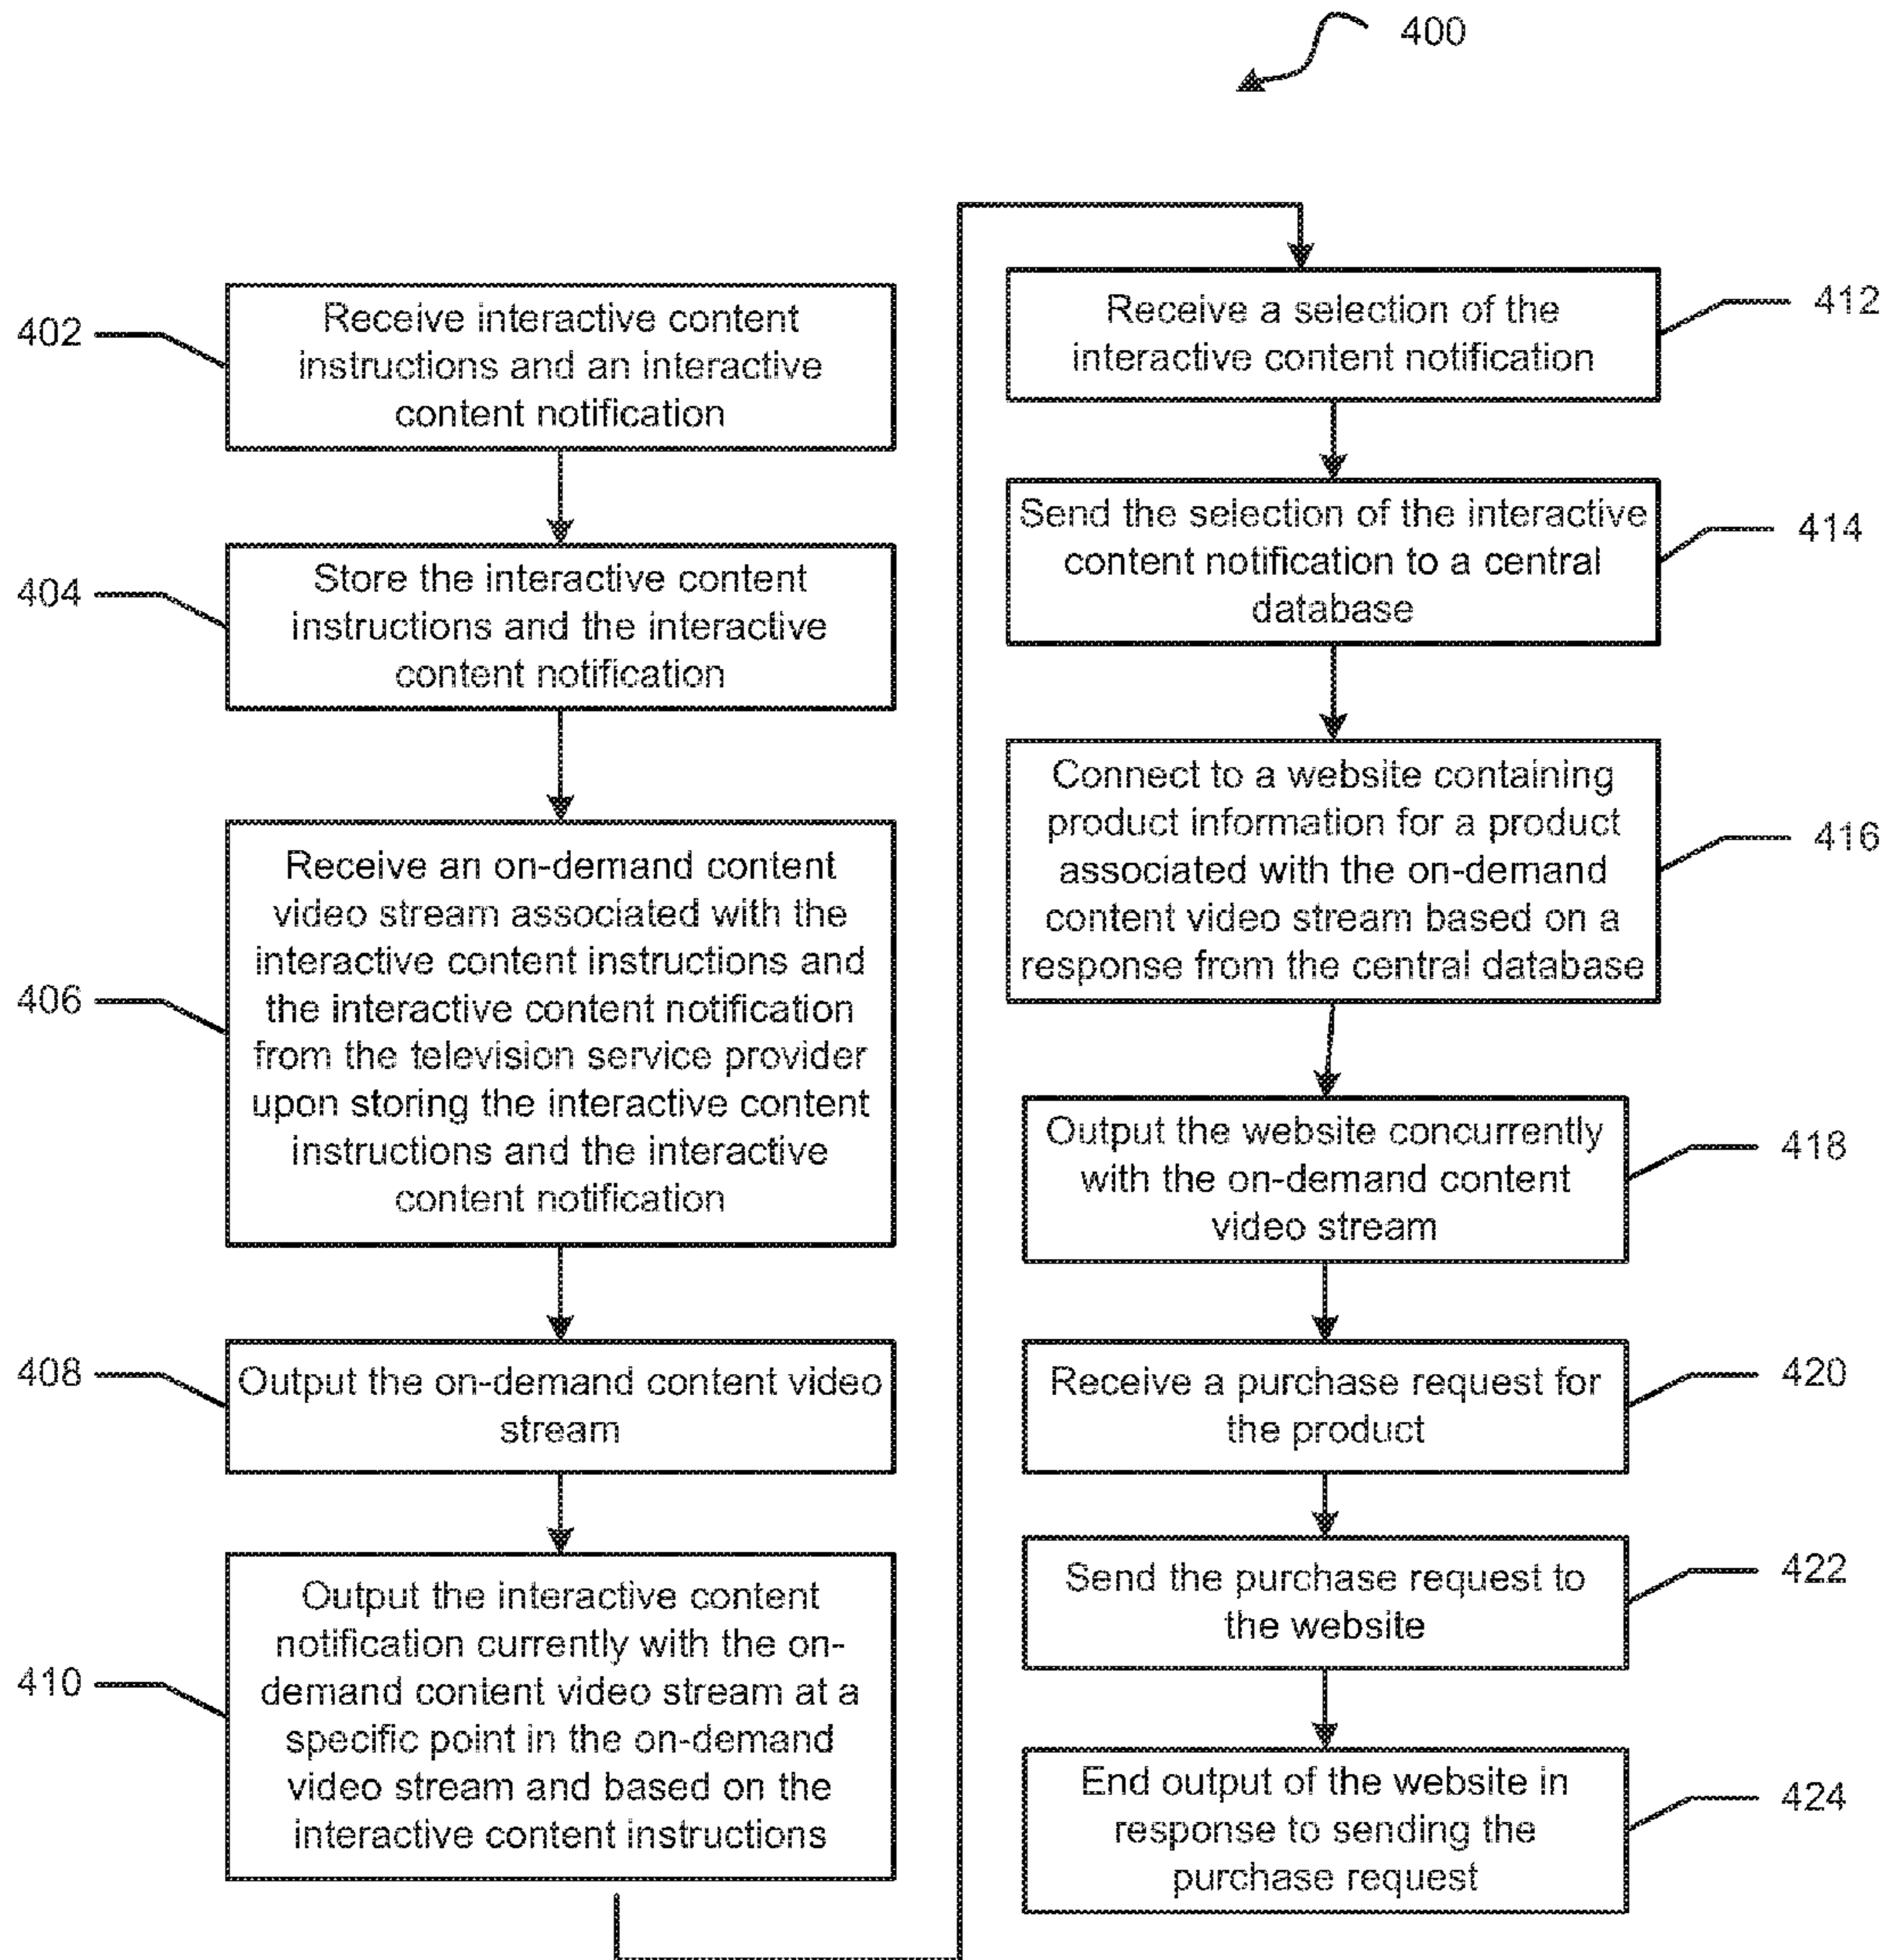 400
402
Receive interactive content
instructions and an interactive
content notification
404
Store the interactive content
instructions and the interactive
content notification
406
Receive an on-demand content
video stream associated with the
interactive content instructions and
the interactive content notification
from the television service provider
upon storing the interactive content
instructions and the interactive
content notification
408
Output the on-demand content video
stream
410
Output the interactive content
notification currently with the on-
demand content video stream at a
specific point in the on-demand
video stream and based on the
interactive content instructions
Receive a selection of the
interactive content notification
412
Send the selection of the interactive
content notification to a central
database
414
Connect to a website containing
product information for a product
associated with the on-demand
content video stream based on a
response from the central database
416
Output the website concurrently
with the on-demand content
video stream
418
Receive a purchase request for
the product
420
Send the purchase request to
the website
422
End output of the website in
response to sending the
purchase request
424